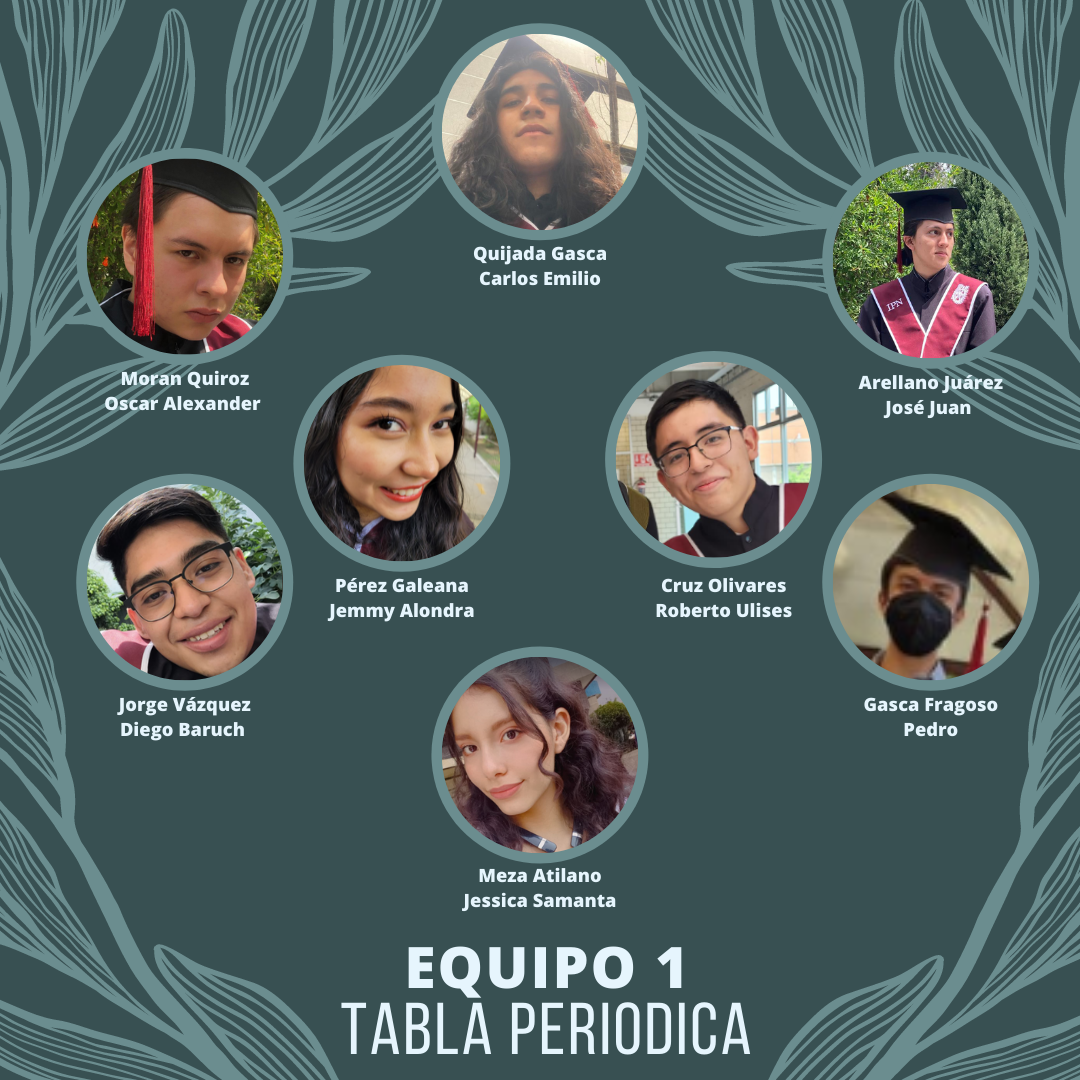 Quijada Gasca
Carlos Emilio
Moran Quiroz
Oscar Alexander
IPN
Arellano Juárez
José Juan
Pérez Galeana
Jemmy Alondra
Cruz Olivares
Roberto Ulises
Jorge Vázquez
Diego Baruch
Gasca Fragoso
Pedro
Meza Atilano
Jessica Samanta
EQUIPO 1
TABLA PERIODICA